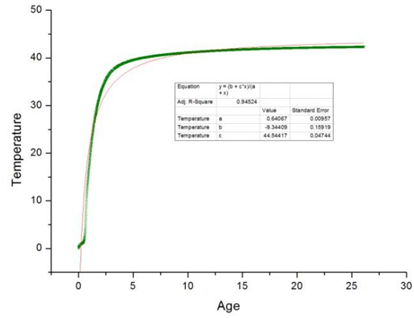 50
40
30
20
10
0
Temperature
Equation y = (b + c*x)/(a + x)
Adj. R-Square 0.94524
Value Standard Error
Temperature a 0.64067 0.00957
Temperature b -9.34409 0.15919
Temperature c 44.54417 0.04744
0 5 10 15 20 25 30
Age